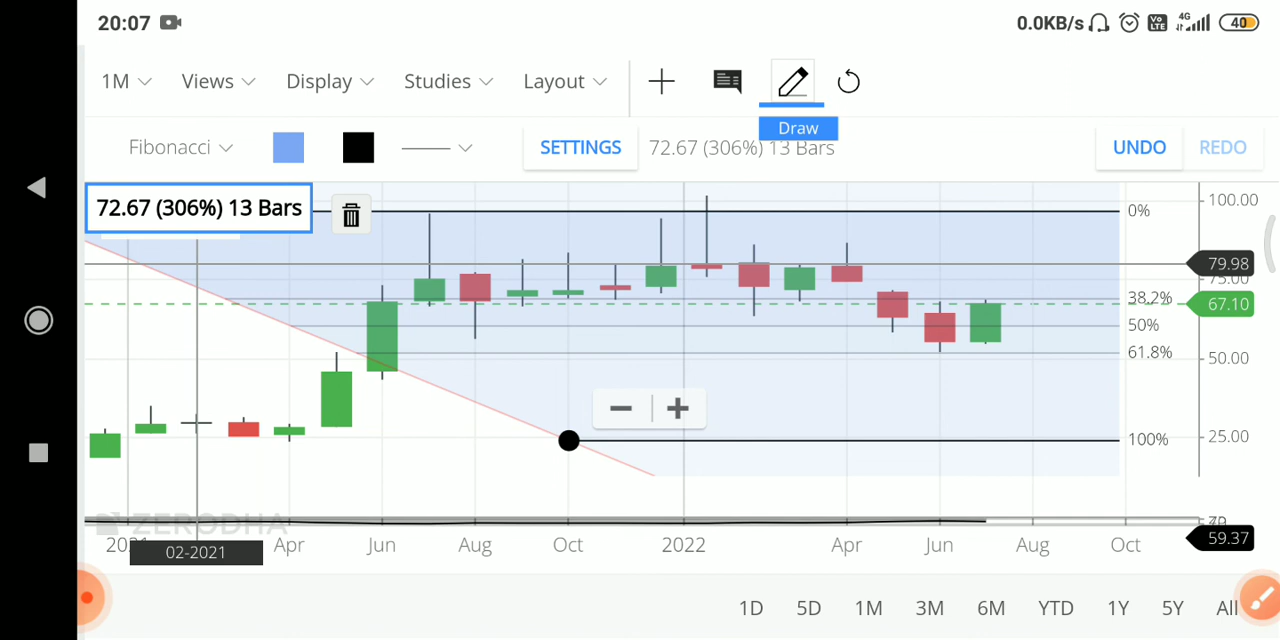 20:07 0.0KB/s Vo LTE 4G 40
1M Views Display Studies Layout
Draw
Fibonacci SETTINGS 72.67 (306%) 13 Bars UNDO REDO
72.67 (306%) 13 Bars
0%
100.00
79.98
75.00
38.2%
67.10
50%
61.8%
50.00
100%
25.00
ZERODHA
59.37
Apr Jun Aug Oct 2022 Apr Jun Aug Oct
02-2021
1D 5D 1M 3M 6M YTD 1Y 5Y All